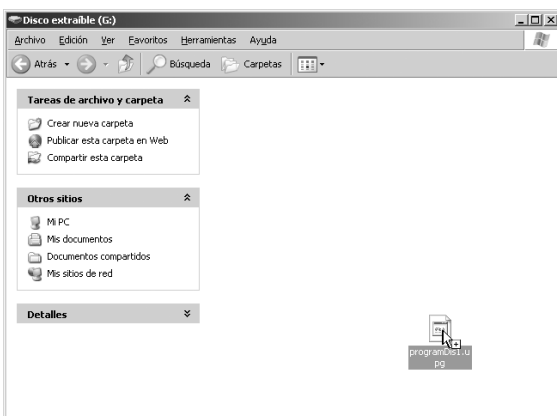 Disco extraíble (G:)
Archivo Edición Ver Favoritos Herramientas Ayuda
Atrás Búsqueda Carpetas
Tareas de archivo y carpeta
Crear nueva carpeta
Publicar esta carpeta en Web
Compartir esta carpeta
Otros sitios
Mi PC
Mis documentos
Documentos compartidos
Mis sitios de red
Detalles
programDis1.u
pg